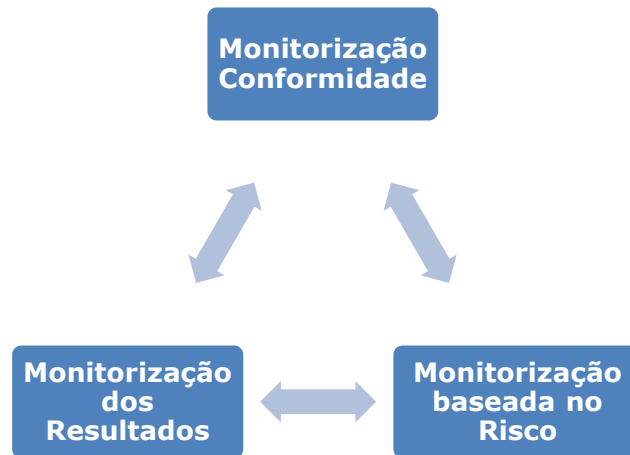 Monitorização
Conformidade
Monitorização
dos
Resultados
Monitorização
baseada no
Risco